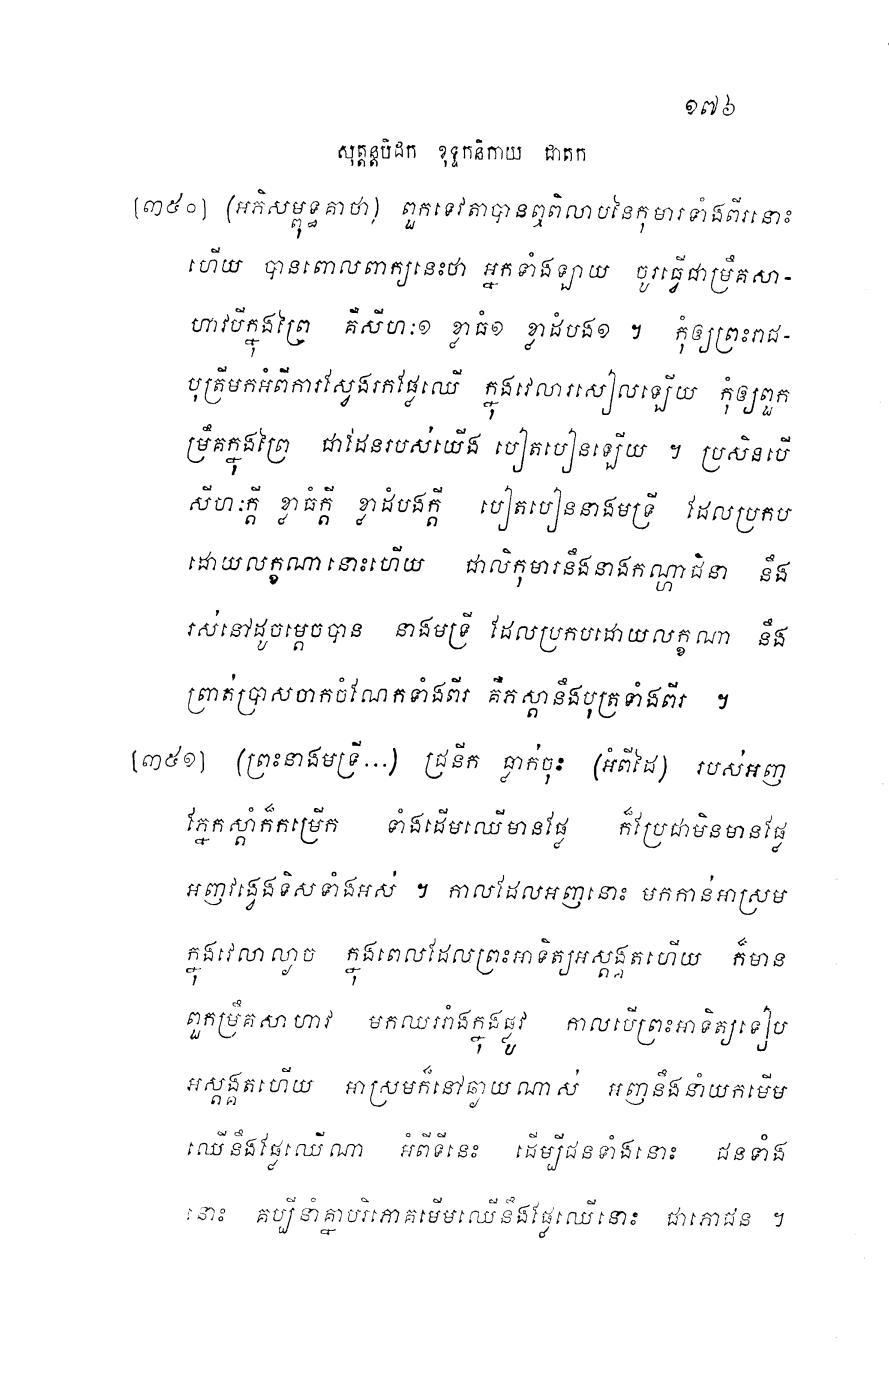 ១៧៦
សុត្តន្តបិដក ខុទ្ទកនិកាយ ជាតក
[៣៥០] (អភិសម្ពុទ្ធគាថា) ពួកទេវតាបានឮពិលាបនៃកុមារទាំងពីរនោះ
ហើយ បានពោលពាក្យនេះថា អ្នកទាំងឡាយ ចូរធ្វើជាម្រឹគសា-
ហាវបីក្នុងព្រៃ គឺសីហៈ១ ខ្លាធំ១ ខ្លាដំបង១ ។ កុំឲ្យព្រះរាជ-
បុត្រីមកអំពីការស្វែងរកផ្លែឈើ ក្នុងវេលារសៀលឡើយ កុំឲ្យពួក
ម្រឹគក្នុងព្រៃ ជាដែនរបស់យើង បៀតបៀនឡើយ ។ ប្រសិនបើ
សីហៈក្តី ខ្លាធំក្តី ខ្លាដំបងក្តី បៀតបៀននាងមទ្រី ដែលប្រកប
ដោយលក្ខណានោះហើយ ជាលិកុមារនឹងនាងកណ្ហាជិនា នឹង
រស់នៅដូចម្តេចបាន នាងមទ្រី ដែលប្រកបដោយលក្ខណា នឹង
ព្រាត់ប្រាសចាកចំណែកទាំងពីរ គឺភស្តានឹងបុត្រទាំងពីរ ។
[៣៥១] (ព្រះនាងមទ្រី...) ជ្រនីក ធ្លាក់ចុះ (អំពីដៃ) របស់អញ
ភ្នែកស្តាំក៏កម្រើក ទាំងដើមឈើមានផ្លែ ក៏ប្រែជាមិនមានផ្លែ
អញវង្វេងទិសទាំងអស់ ។ កាលដែលអញនោះ មកកាន់អាស្រម
ក្នុងវេលាល្ងាច ក្នុងពេលដែលព្រះអាទិត្យអស្តង្គតហើយ ក៏មាន
ពួកម្រឹគសាហាវ មកឈររាំងក្នុងផ្លូវ កាលបើព្រះអាទិត្យទៀប
អស្តង្គតហើយ អាស្រមក៏នៅឆ្ងាយណាស់ អញនឹងនាំយកមើម
ឈើនឹងផ្លែឈើណា អំពីទីនេះ ដើម្បីជនទាំងនោះ ជនទាំង
នោះ គប្បីនាំគ្នាបរិភោគមើមឈើនឹងផ្លែឈើនោះ ជាភោជន ។